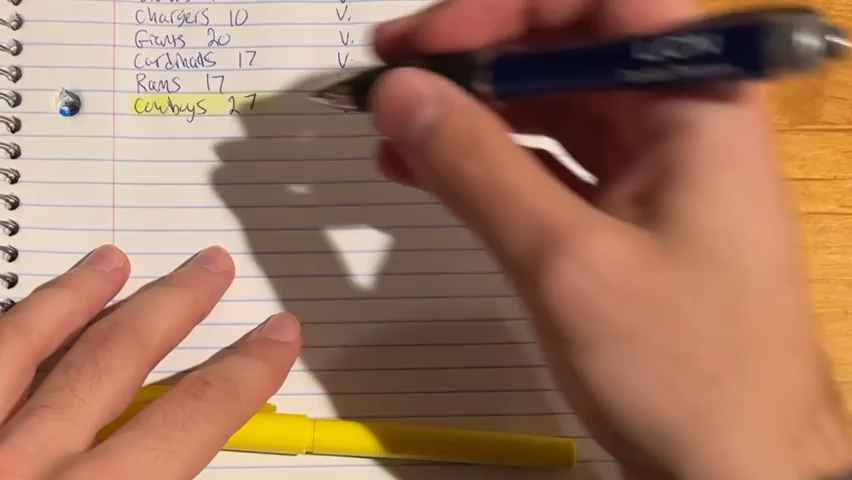 Chargers 10 V.
Giants 20 V.
Cardinals 17 V.
Rams 17
Cowboys 27